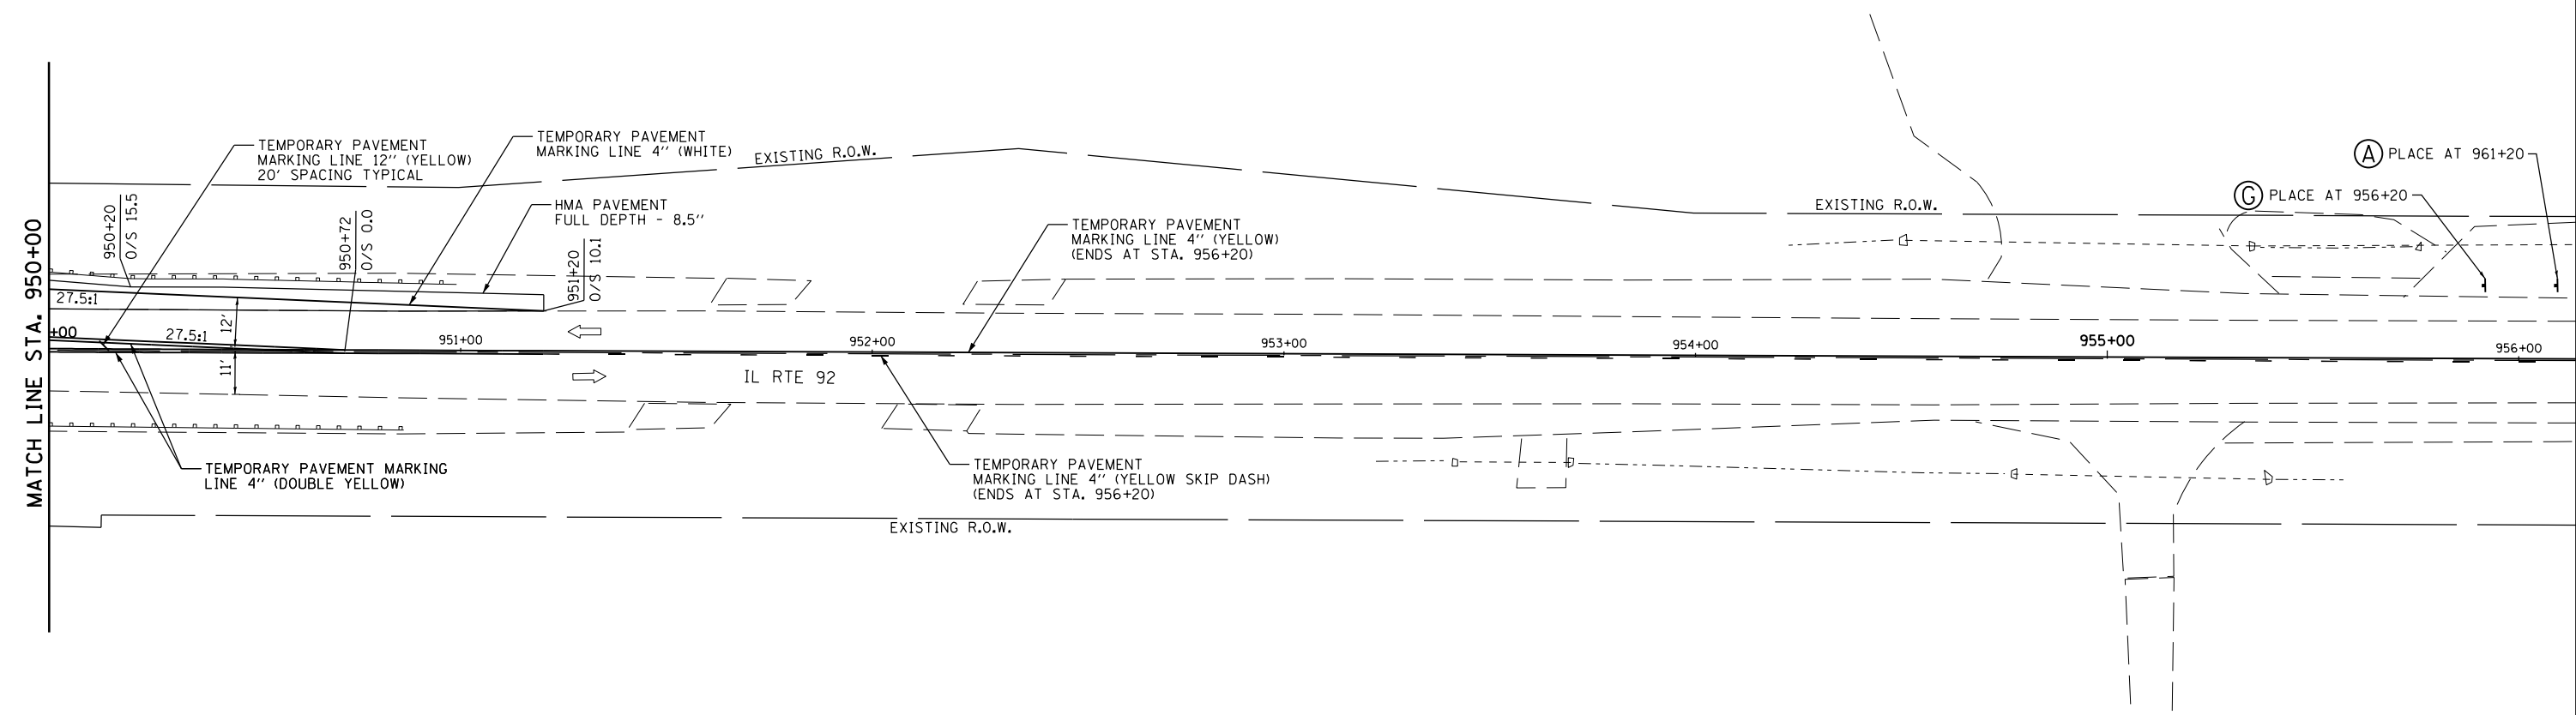 MATCH LINE STA. 950+00
TEMPORARY PAVEMENT
MARKING LINE 12'' (YELLOW)
20' SPACING TYPICAL
TEMPORARY PAVEMENT
MARKING LINE 4'' (WHITE)
EXISTING R.O.W.
HMA PAVEMENT
FULL DEPTH - 8.5''
950+20
O/S 15.5
950+72
O/S 0.0
951+20
O/S 10.1
TEMPORARY PAVEMENT
MARKING LINE 4'' (YELLOW)
(ENDS AT STA. 956+20)
EXISTING R.O.W.
A PLACE AT 961+20
G PLACE AT 956+20
27.5:1
+00
27.5:1
12'
11'
951+00
952+00
953+00
954+00
955+00
956+00
IL RTE 92
TEMPORARY PAVEMENT MARKING
LINE 4'' (DOUBLE YELLOW)
TEMPORARY PAVEMENT
MARKING LINE 4'' (YELLOW SKIP DASH)
(ENDS AT STA. 956+20)
EXISTING R.O.W.